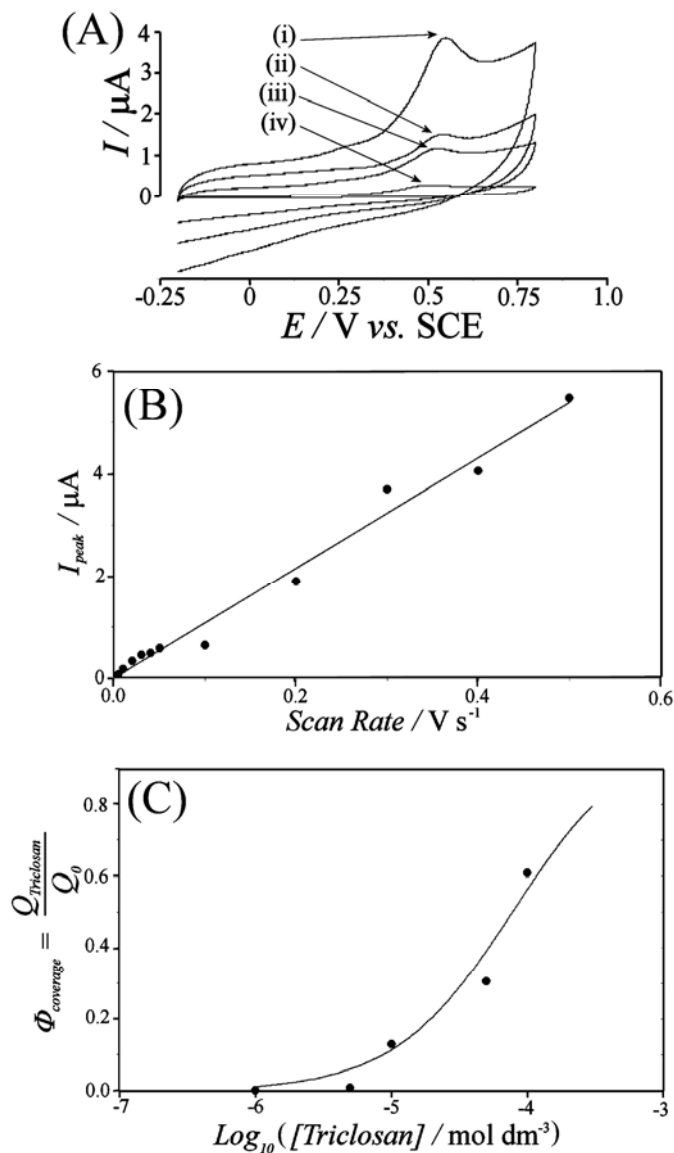 (A)
(i)
(ii)
(iii)
(iv)
I / μA
4
3
2
1
0
-0.25 0 0.25 0.5 0.75 1.0
E / V vs. SCE
(B)
I_peak / μA
6
4
2
0
0.0 0.2 0.4 0.6
Scan Rate / V s⁻¹
(C)
Φ_coverage = Q_Triclosan / Q_0
0.8
0.6
0.4
0.2
0.0
-7 -6 -5 -4 -3
Log₁₀([Triclosan] / mol dm⁻³)